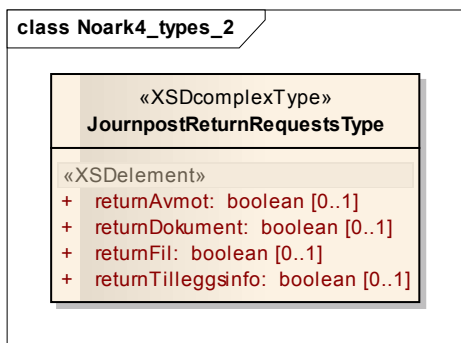 class Noark4_types_2
«XSDcomplexType»
JournpostReturnRequestsType
«XSDelement»
+ returnAvmot: boolean [0..1]
+ returnDokument: boolean [0..1]
+ returnFil: boolean [0..1]
+ returnTilleggsinfo: boolean [0..1]